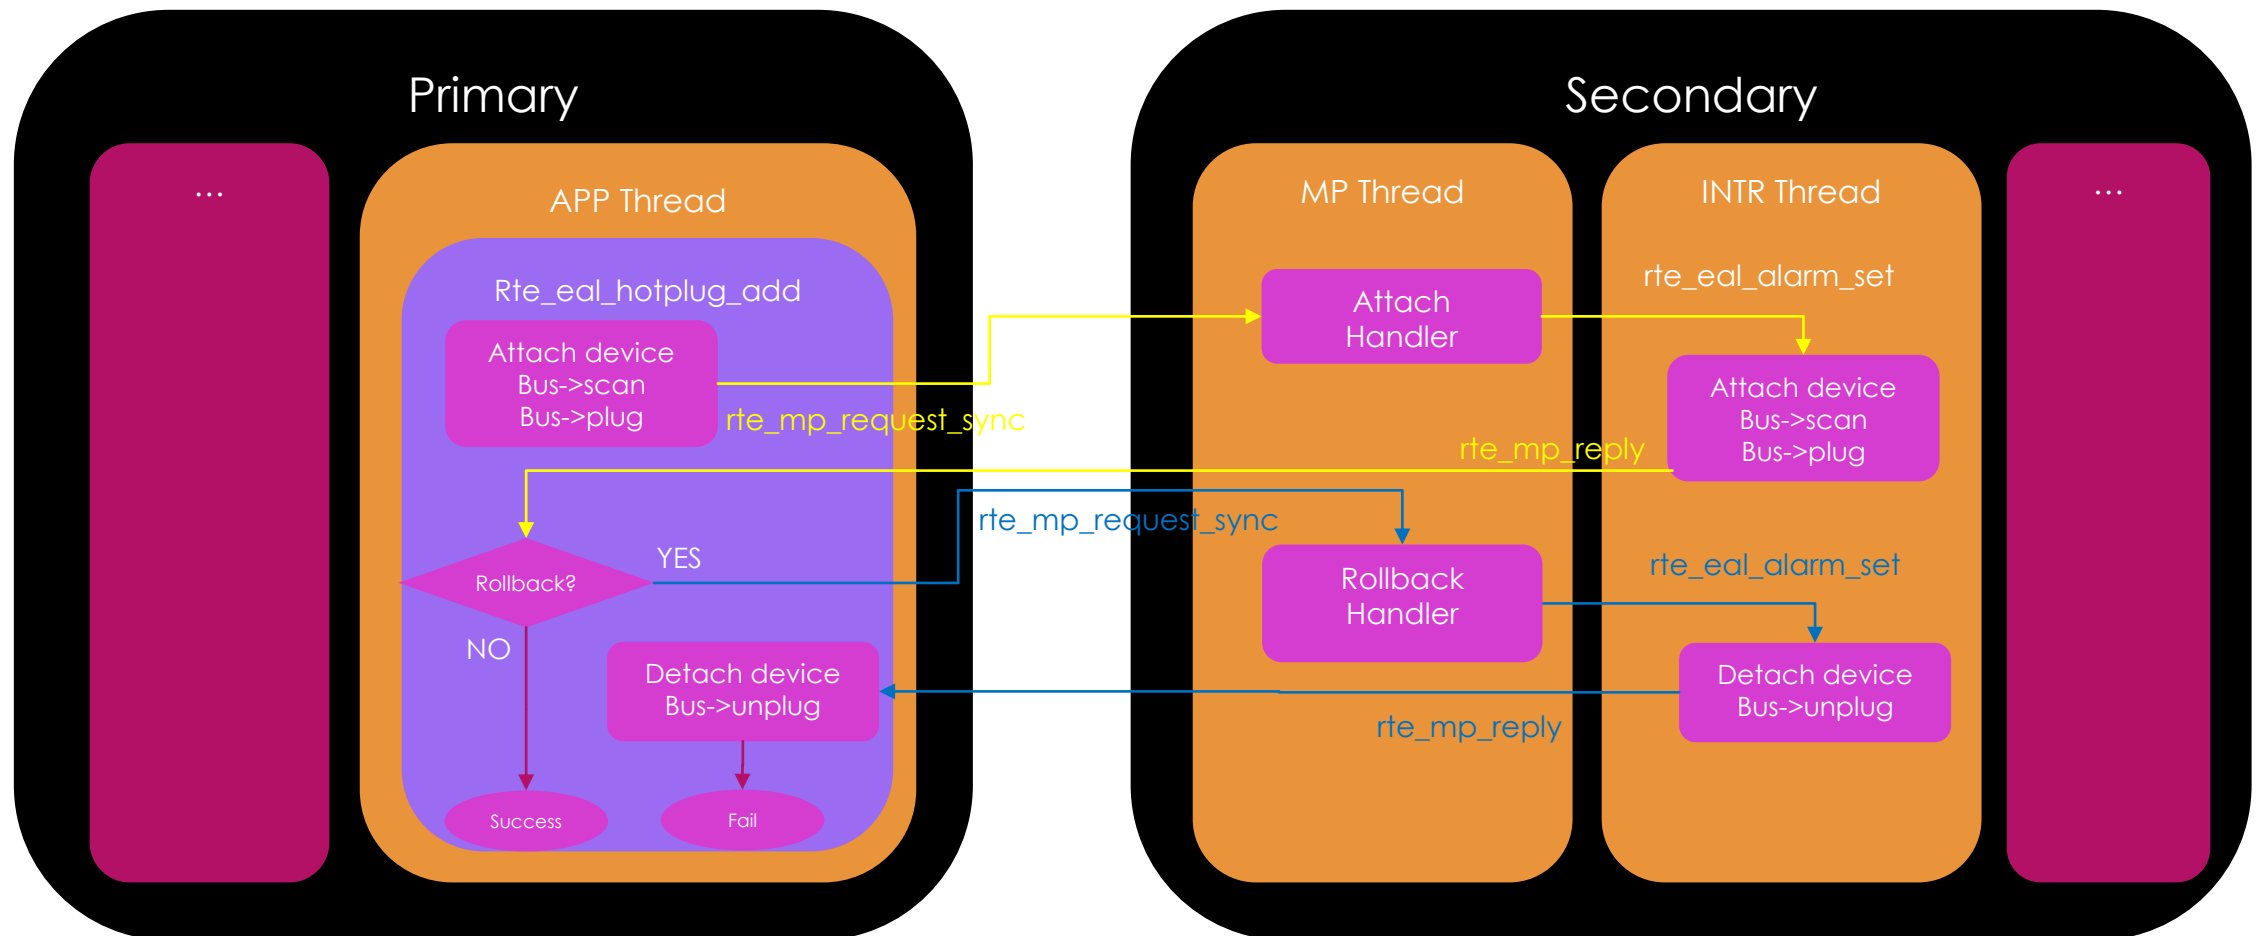 Primary
...
APP Thread
Rte_eal_hotplug_add
Attach device
Bus->scan
Bus->plug
rte_mp_request_sync
Rollback?
YES
NO
Detach device
Bus->unplug
Success
Fail
rte_mp_request_sync
Secondary
MP Thread
Attach
Handler
rte_mp_reply
Rollback
Handler
rte_mp_reply
INTR Thread
rte_eal_alarm_set
Attach device
Bus->scan
Bus->plug
rte_eal_alarm_set
Detach device
Bus->unplug
...